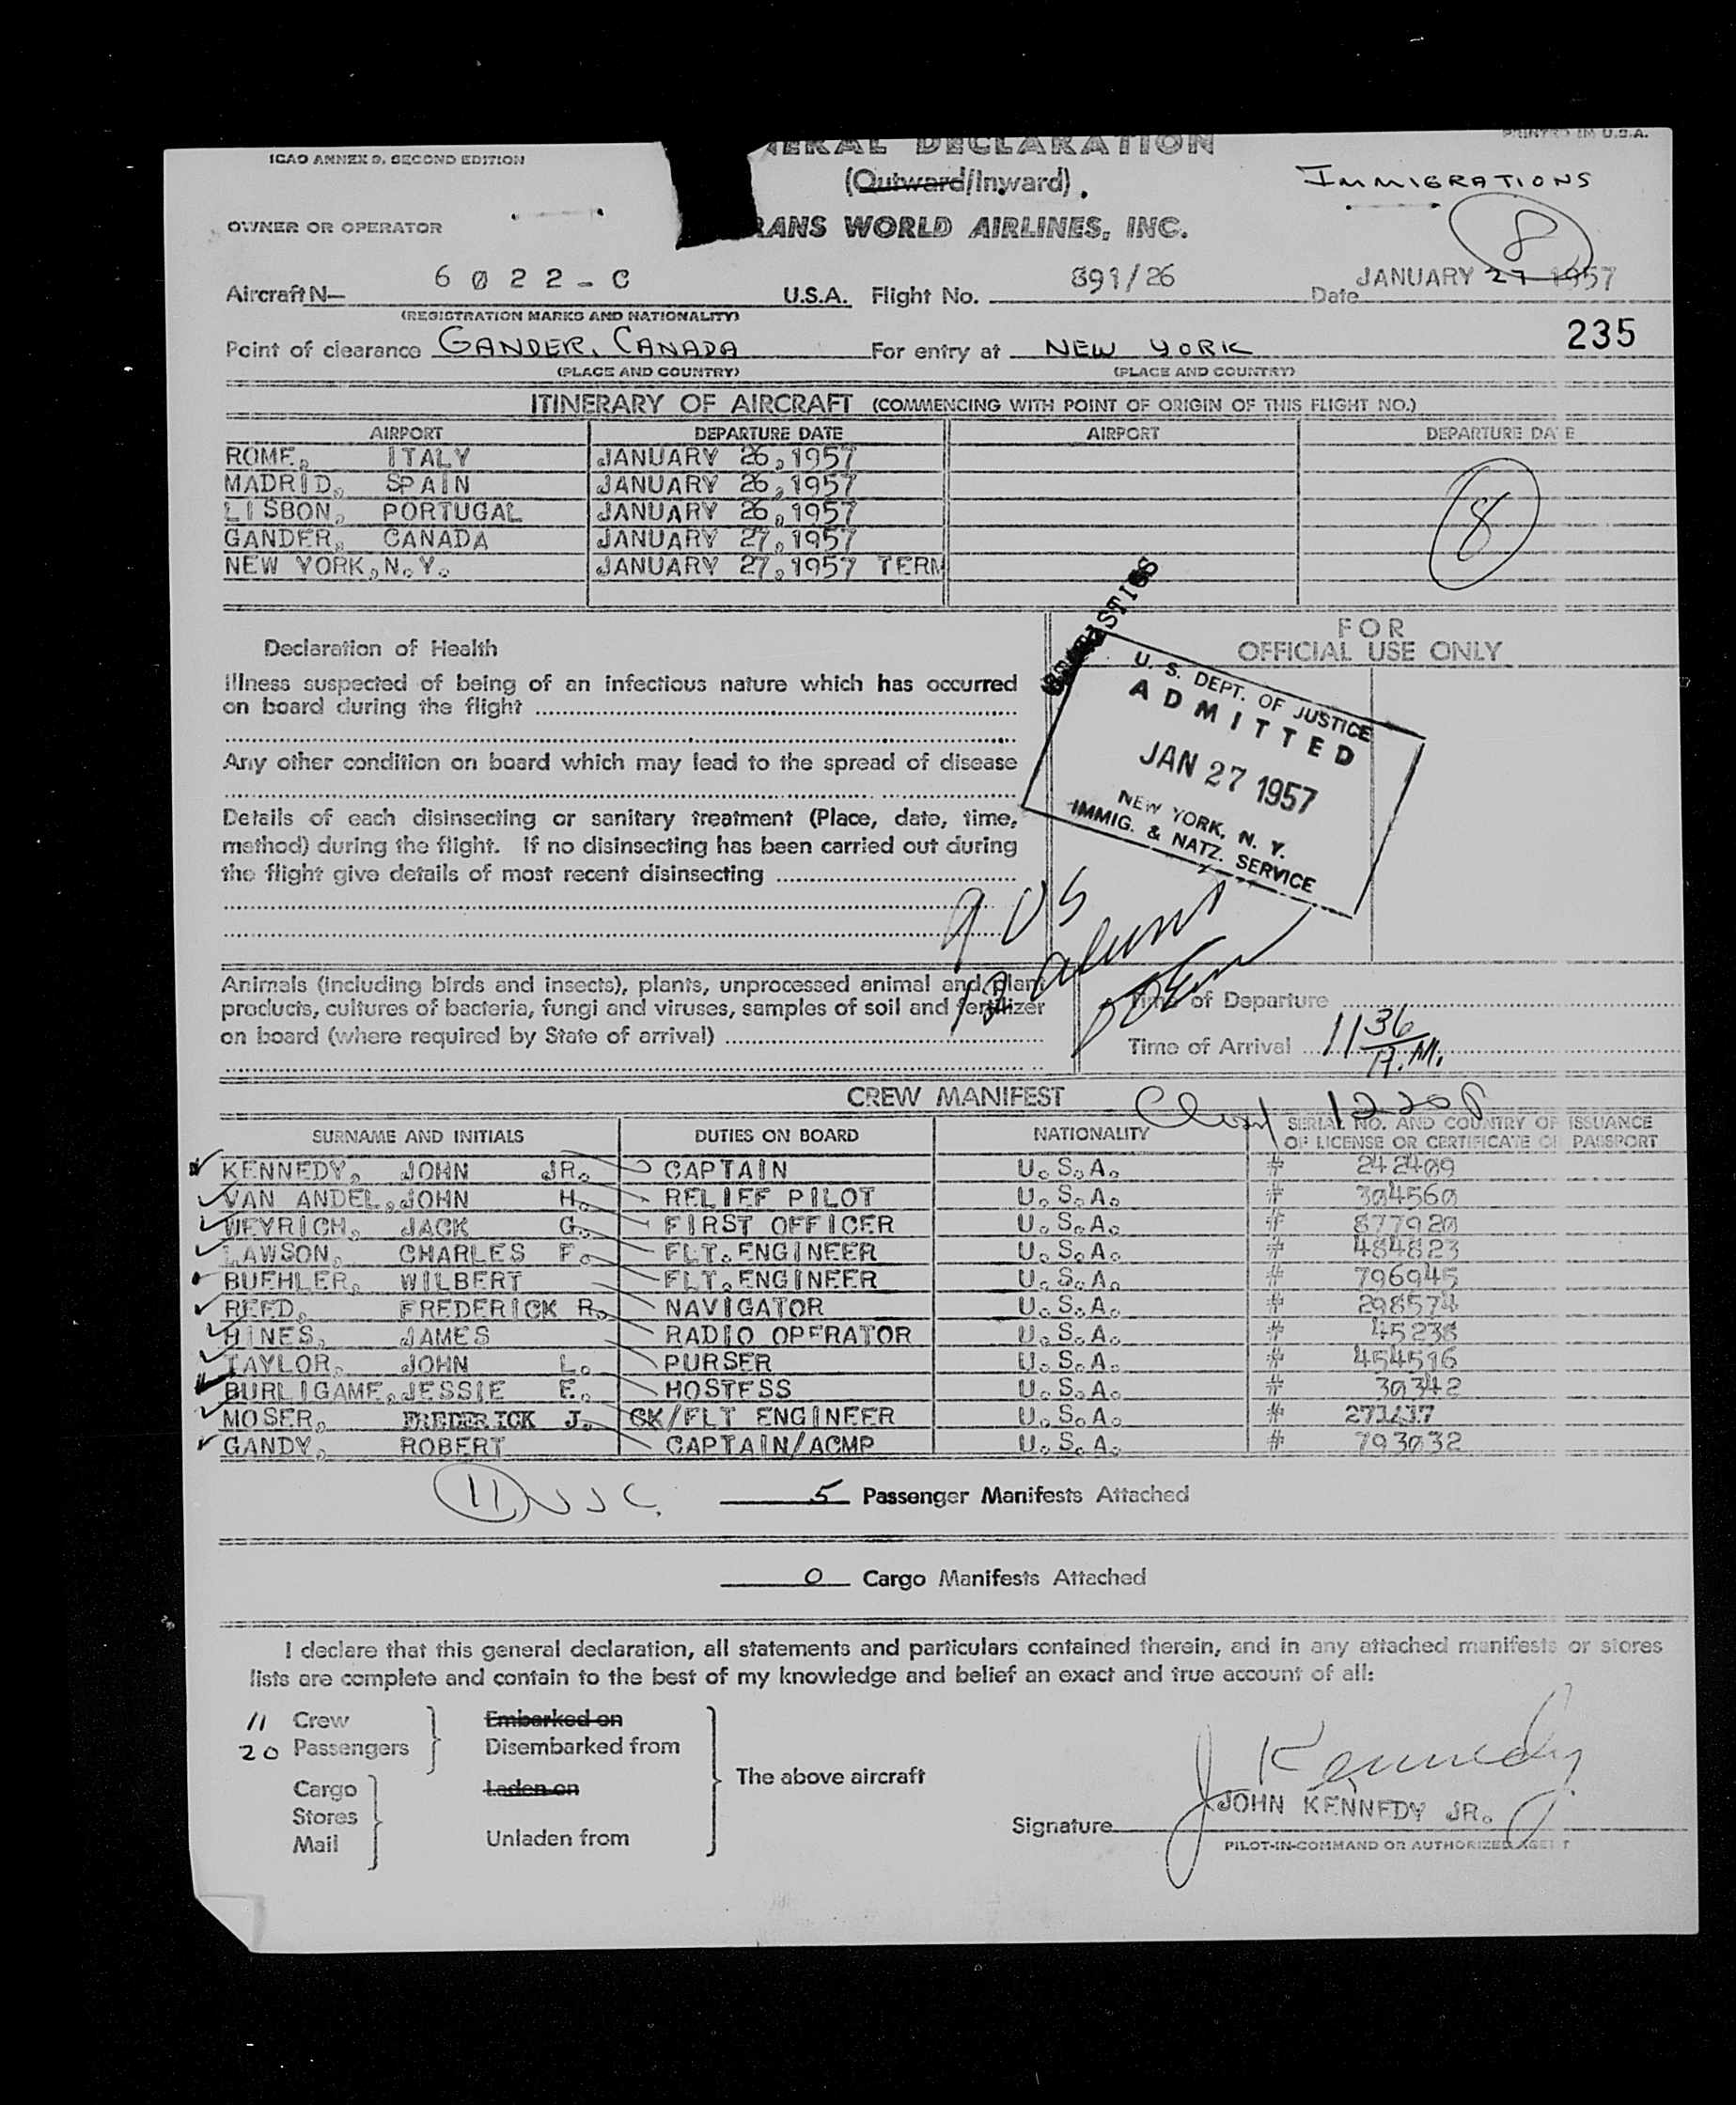 ICAO ANNEX 9, SECOND EDITION
PRINTED IN U.S.A.
NERAL DECLARATION
(Outward/Inward).
IMMIGRATIONS
8
OWNER OR OPERATOR
RANS WORLD AIRLINES, INC.
Aircraft N— 6022-C U.S.A. Flight No. 891/26 Date JANUARY 27 1957
(REGISTRATION MARKS AND NATIONALITY)
235
Point of clearance GANDER, CANADA For entry at NEW YORK
(PLACE AND COUNTRY) (PLACE AND COUNTRY)
ITINERARY OF AIRCRAFT (COMMENCING WITH POINT OF ORIGIN OF THIS FLIGHT NO.)
AIRPORT DEPARTURE DATE AIRPORT DEPARTURE DATE
ROME, ITALY JANUARY 26,1957
MADRID, SPAIN JANUARY 26,1957
LISBON, PORTUGAL JANUARY 26,1957
GANDER, CANADA JANUARY 27,1957
NEW YORK,N.Y. JANUARY 27,1957 TERM
8
FOR
OFFICIAL USE ONLY
Declaration of Health
Illness suspected of being of an infectious nature which has occurred
on board during the flight
Any other condition on board which may lead to the spread of disease
Details of each disinsecting or sanitary treatment (Place, date, time,
method) during the flight. If no disinsecting has been carried out during
the flight give details of most recent disinsecting
U. S. DEPT. OF JUSTICE
ADMITTED
JAN 27 1957
NEW YORK, N. Y.
IMMIG. & NATZ. SERVICE
9 US
Animals (including birds and insects), plants, unprocessed animal and plant
products, cultures of bacteria, fungi and viruses, samples of soil and fertilizer
on board (where required by State of arrival)
Time of Departure
Time of Arrival 11 36 A.M.
CREW MANIFEST
SURNAME AND INITIALS DUTIES ON BOARD NATIONALITY SERIAL NO. AND COUNTRY OF ISSUANCE
OF LICENSE OR CERTIFICATE OR PASSPORT
KENNEDY, JOHN JR. CAPTAIN U.S.A. # 242409
VAN ANDEL,JOHN H. RELIEF PILOT U.S.A. # 304560
WEYRICH, JACK G. FIRST OFFICER U.S.A. # 877920
LAWSON, CHARLES F. FLT.ENGINEER U.S.A. # 484823
BUEHLER, WILBERT FLT.ENGINEER U.S.A. # 796945
REED, FREDERICK R. NAVIGATOR U.S.A. # 298574
HINES, JAMES RADIO OPERATOR U.S.A. # 45238
TAYLOR, JOHN L. PURSER U.S.A. # 454516
BURLIGAME,JESSIE E. HOSTESS U.S.A. # 30342
MOSER, FREDERICK J. CK/FLT ENGINEER U.S.A. #
GANDY, ROBERT CAPTAIN/ACMP U.S.A. # 793032
11
5 Passenger Manifests Attached
0 Cargo Manifests Attached
I declare that this general declaration, all statements and particulars contained therein, and in any attached manifests or stores
lists are complete and contain to the best of my knowledge and belief an exact and true account of all:
11 Crew Embarked on
20 Passengers Disembarked from
The above aircraft
Cargo Laden on
Stores
Mail Unladen from
J Kennedy
JOHN KENNEDY JR.
Signature
PILOT-IN-COMMAND OR AUTHORIZED AGENT